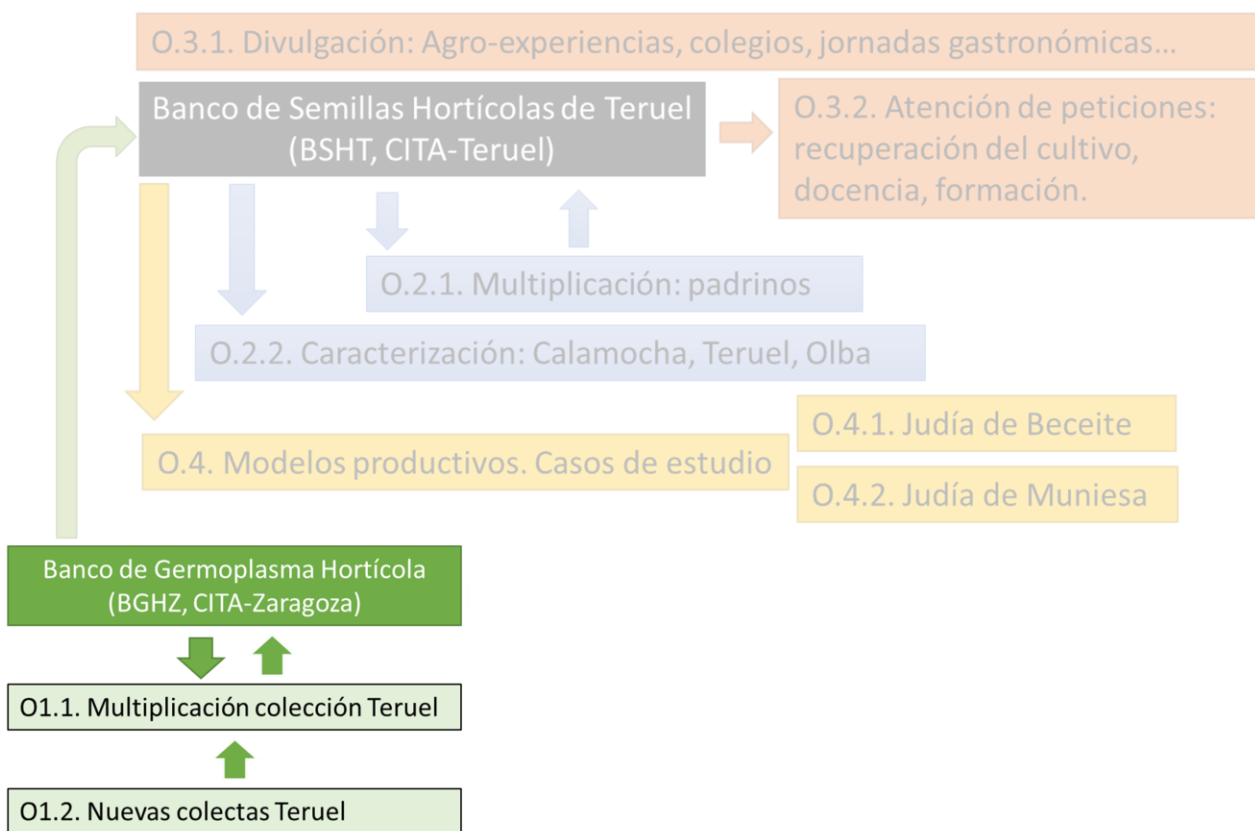 O.3.1. Divulgación: Agro-experiencias, colegios, jornadas gastronómicas...
Banco de Semillas Hortícolas de Teruel
(BSHT, CITA-Teruel)
O.3.2. Atención de peticiones:
recuperación del cultivo,
docencia, formación.
O.2.1. Multiplicación: padrinos
O.2.2. Caracterización: Calamocha, Teruel, Olba
O.4. Modelos productivos. Casos de estudio
O.4.1. Judía de Beceite
O.4.2. Judía de Muniesa
Banco de Germoplasma Hortícola
(BGHZ, CITA-Zaragoza)
O1.1. Multiplicación colección Teruel
O1.2. Nuevas colectas Teruel